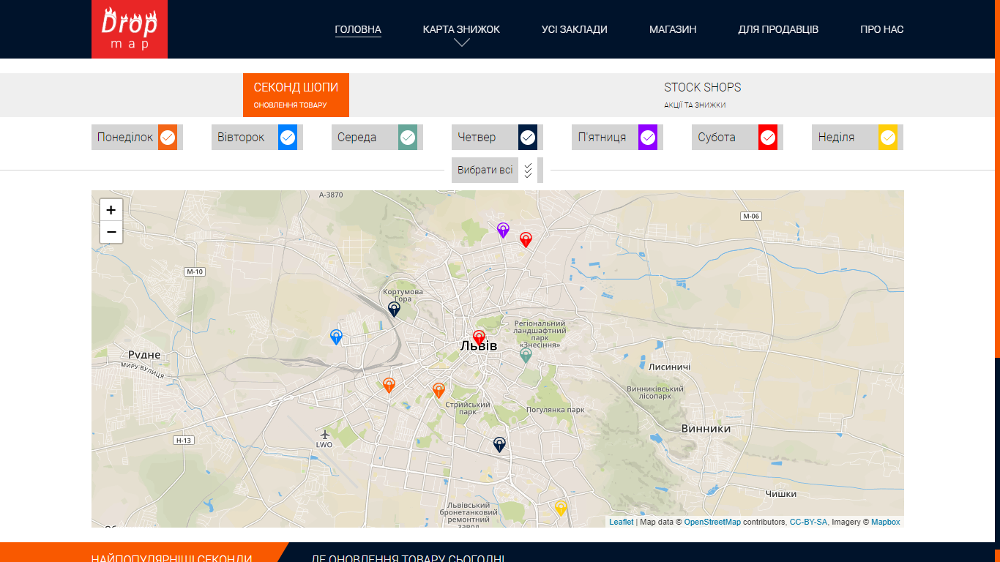 Drop
map
ГОЛОВНА
КАРТА ЗНИЖОК
УСІ ЗАКЛАДИ
МАГАЗИН
ДЛЯ ПРОДАВЦІВ
ПРО НАС
СЕКОНД ШОПИ
ОНОВЛЕННЯ ТОВАРУ
STOCK SHOPS
АКЦІЇ ТА ЗНИЖКИ
Понеділок
Вівторок
Середа
Четвер
П'ятниця
Субота
Неділя
Вибрати всі
+
−
A-3870
M-06
M-10
Кортумова
Гора
Регіональний
ландшафтний
парк
«Знесіння»
Львів
Рудне
МИРУ ВУЛИЦЯ
Лисиничі
Винниківський
лісопарк
Стрийський
парк
Погулянка парк
Винники
H-13
LWO
Чишки
Львівський
бронетанковий
ремонтний
завод
Leaflet | Map data © OpenStreetMap contributors, CC-BY-SA, Imagery © Mapbox
НАЙПОПУЛЯРНІШІ СЕКОНДИ
ДЕ ОНОВЛЕННЯ ТОВАРУ СЬОГОДНІ